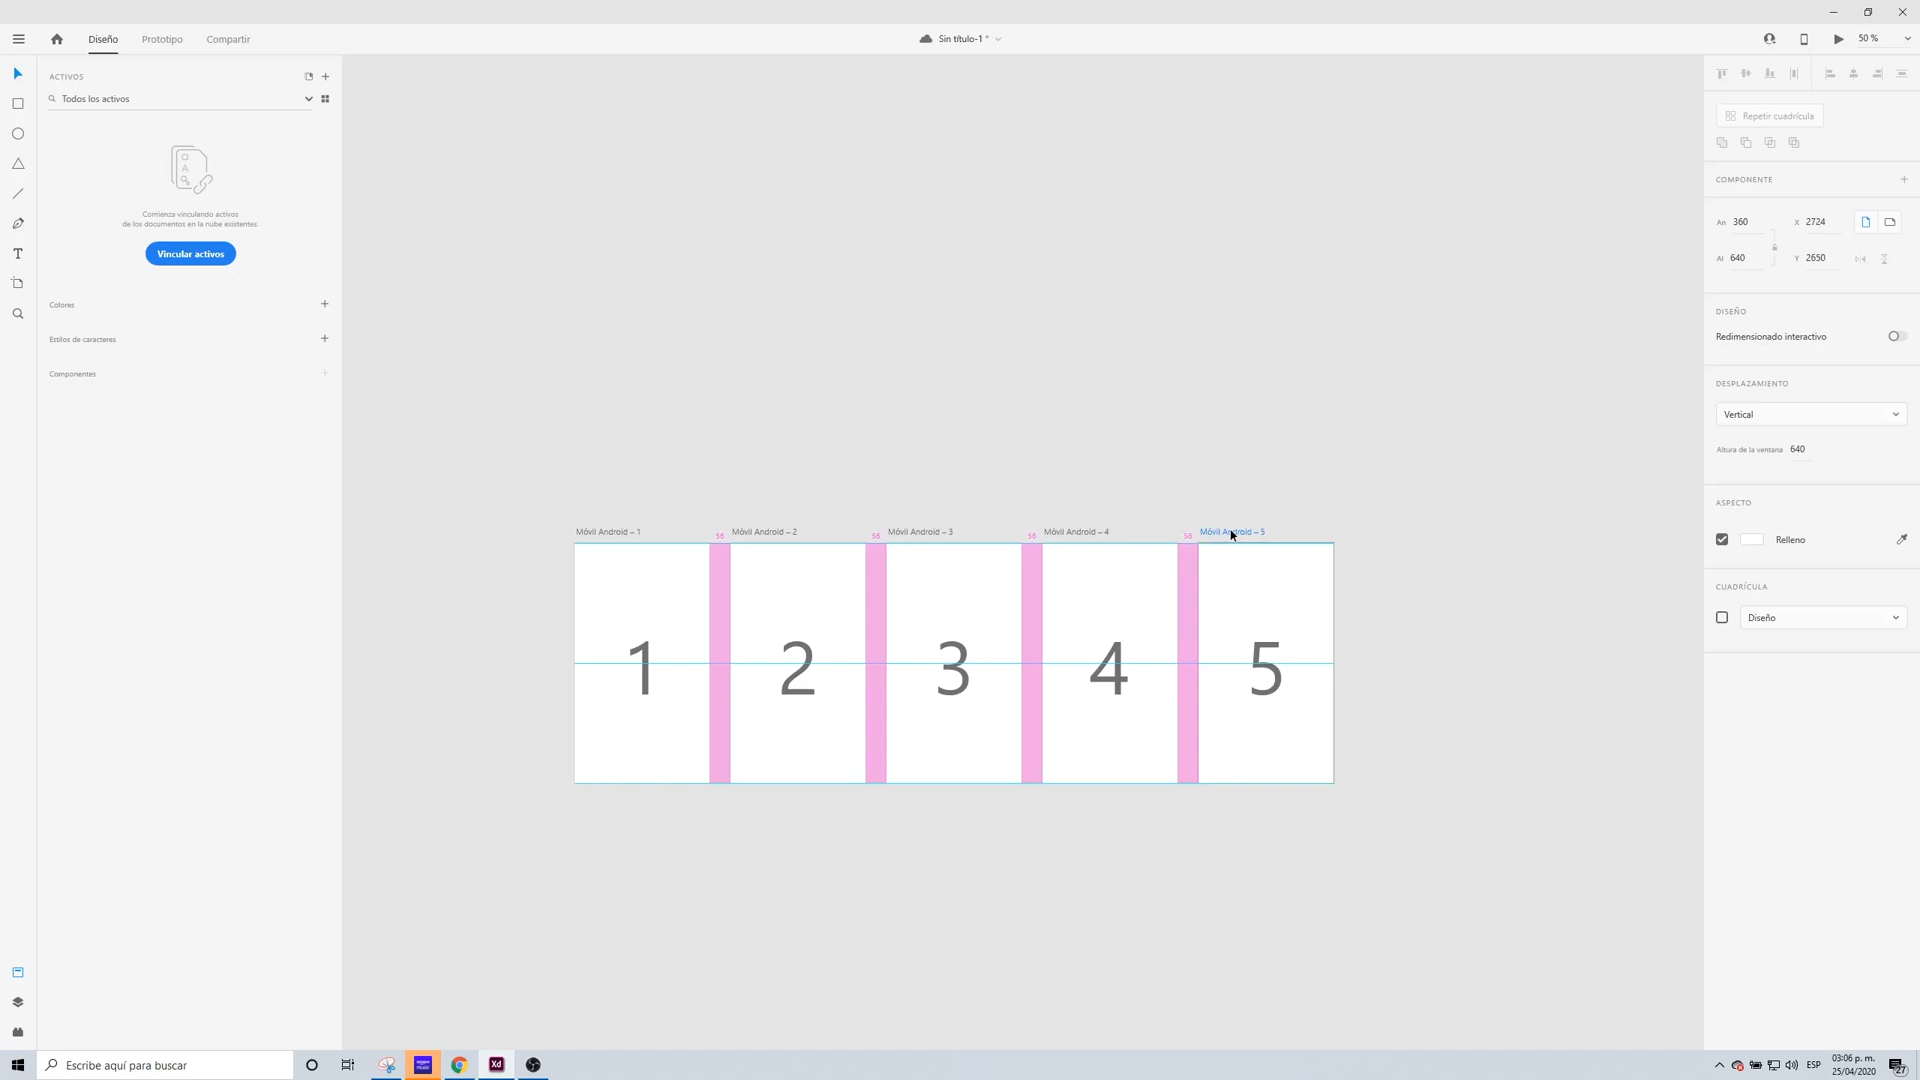 Diseño
Prototipo
Compartir
Sin título-1 *
50 %
ACTIVOS
Todos los activos
Comienza vinculando activos
de los documentos en la nube existentes.
Vincular activos
Colores
Estilos de caracteres
Componentes
Móvil Android – 1
56
Móvil Android – 2
56
Móvil Android – 3
56
Móvil Android – 4
56
Móvil Android – 5
1
2
3
4
5
Repetir cuadrícula
COMPONENTE
An 360
X 2724
Al 640
Y 2650
DISEÑO
Redimensionado interactivo
DESPLAZAMIENTO
Vertical
Altura de la ventana 640
ASPECTO
Relleno
CUADRÍCULA
Diseño
Escribe aquí para buscar
music
Xd
ESP
03:06 p. m.
25/04/2020
27